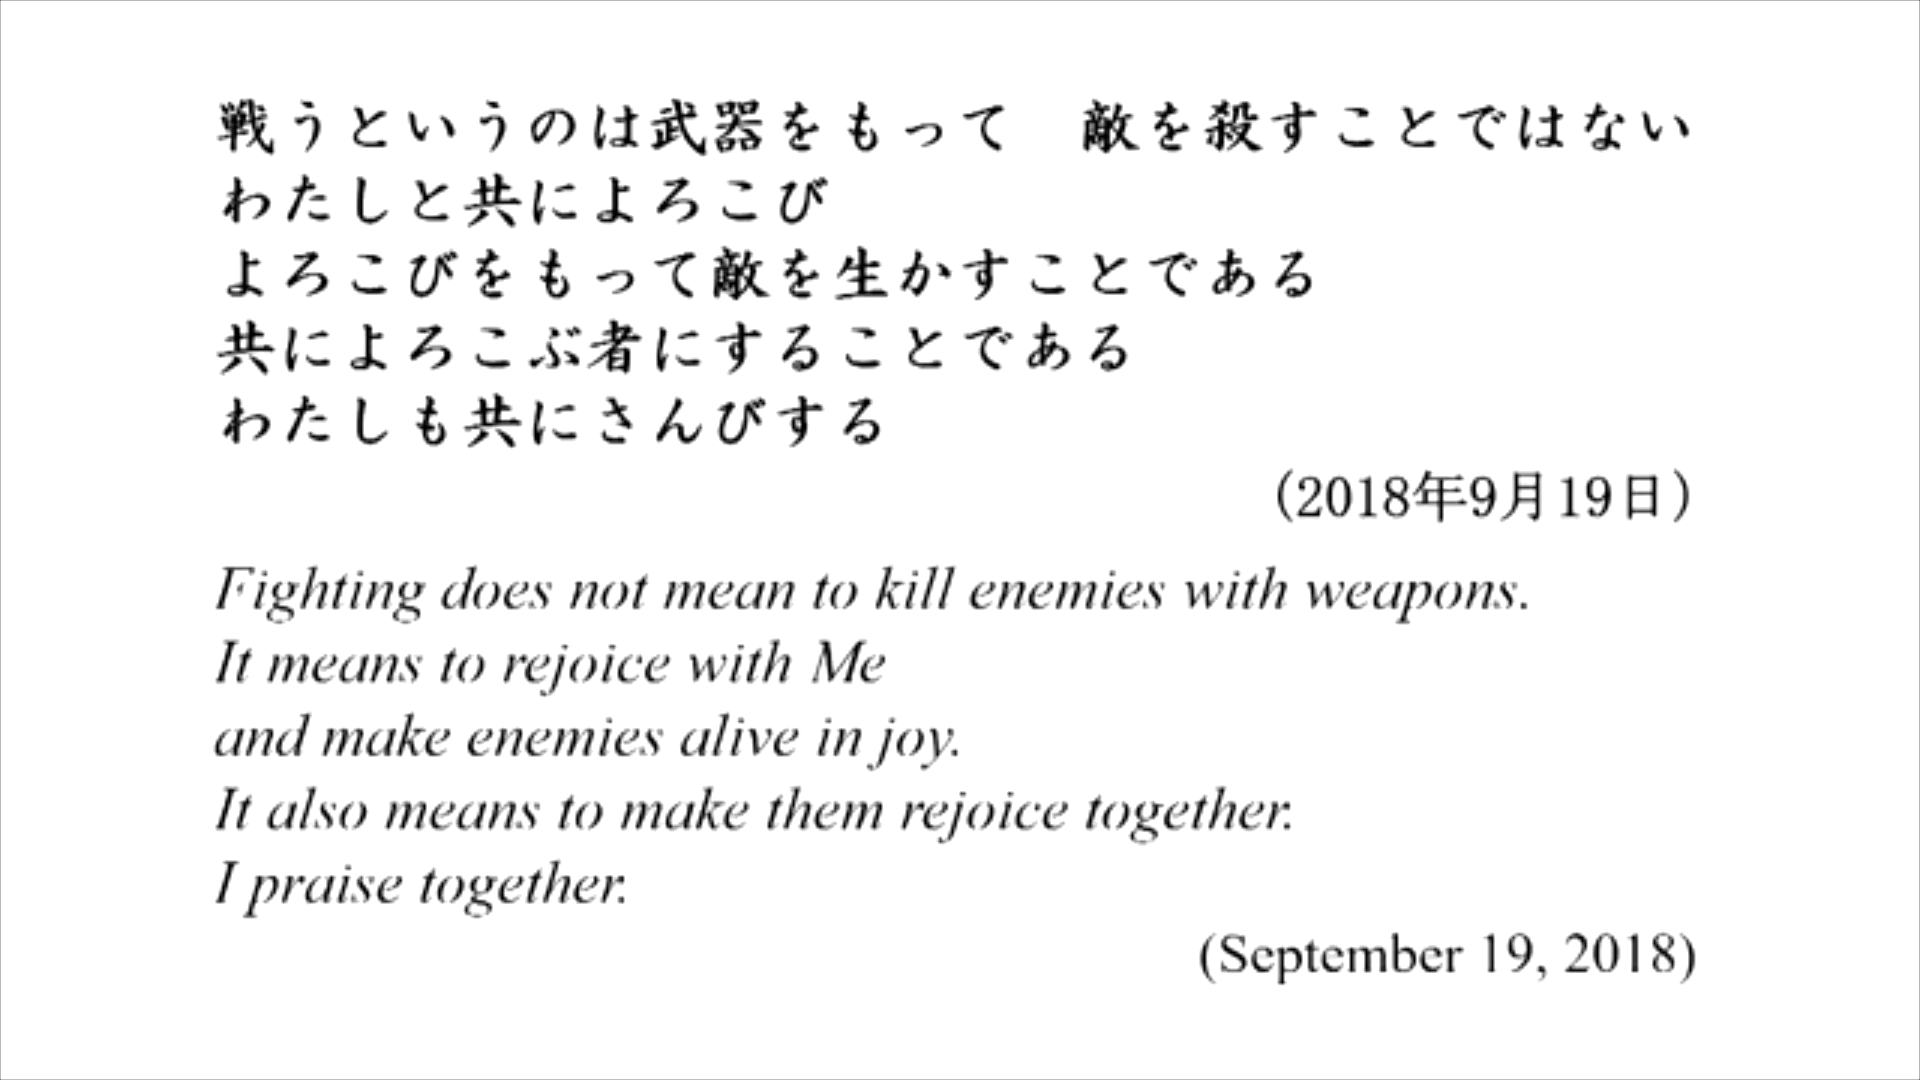 戦うというのは武器をもって　敵を殺すことではない
わたしと共によろこび
よろこびをもって敵を生かすことである
共によろこぶ者にすることである
わたしも共にさんびする
（2018年9月19日）
Fighting does not mean to kill enemies with weapons.
It means to rejoice with Me
and make enemies alive in joy.
It also means to make them rejoice together.
I praise together.
(September 19, 2018)